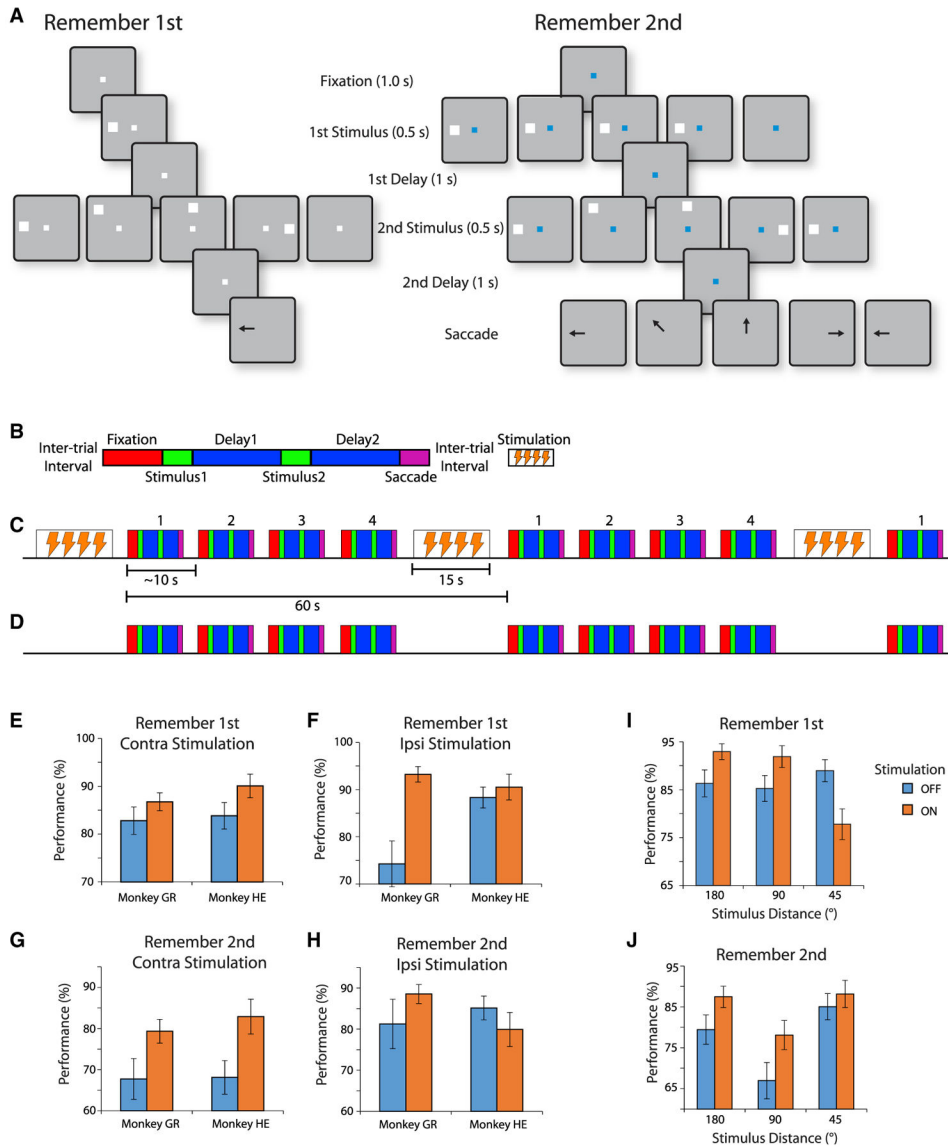 A
Remember 1st
Remember 2nd
Fixation (1.0 s)
1st Stimulus (0.5 s)
1st Delay (1 s)
2nd Stimulus (0.5 s)
2nd Delay (1 s)
Saccade
B
Inter-trial
Interval
Fixation
Delay1
Delay2
Stimulus1
Stimulus2
Saccade
Inter-trial
Interval
Stimulation
C
1 2 3 4 1 2 3 4 1
~10 s
15 s
60 s
D
E
Remember 1st
Contra Stimulation
Performance (%)
100
90
80
70
Monkey GR Monkey HE
F
Remember 1st
Ipsi Stimulation
Performance (%)
100
90
80
70
Monkey GR Monkey HE
I
Remember 1st
Performance (%)
95
85
75
65
180 90 45
Stimulus Distance (°)
Stimulation
OFF
ON
G
Remember 2nd
Contra Stimulation
Performance (%)
90
80
70
60
Monkey GR Monkey HE
H
Remember 2nd
Ipsi Stimulation
Performance (%)
90
80
70
60
Monkey GR Monkey HE
J
Remember 2nd
Performance (%)
95
85
75
65
180 90 45
Stimulus Distance (°)